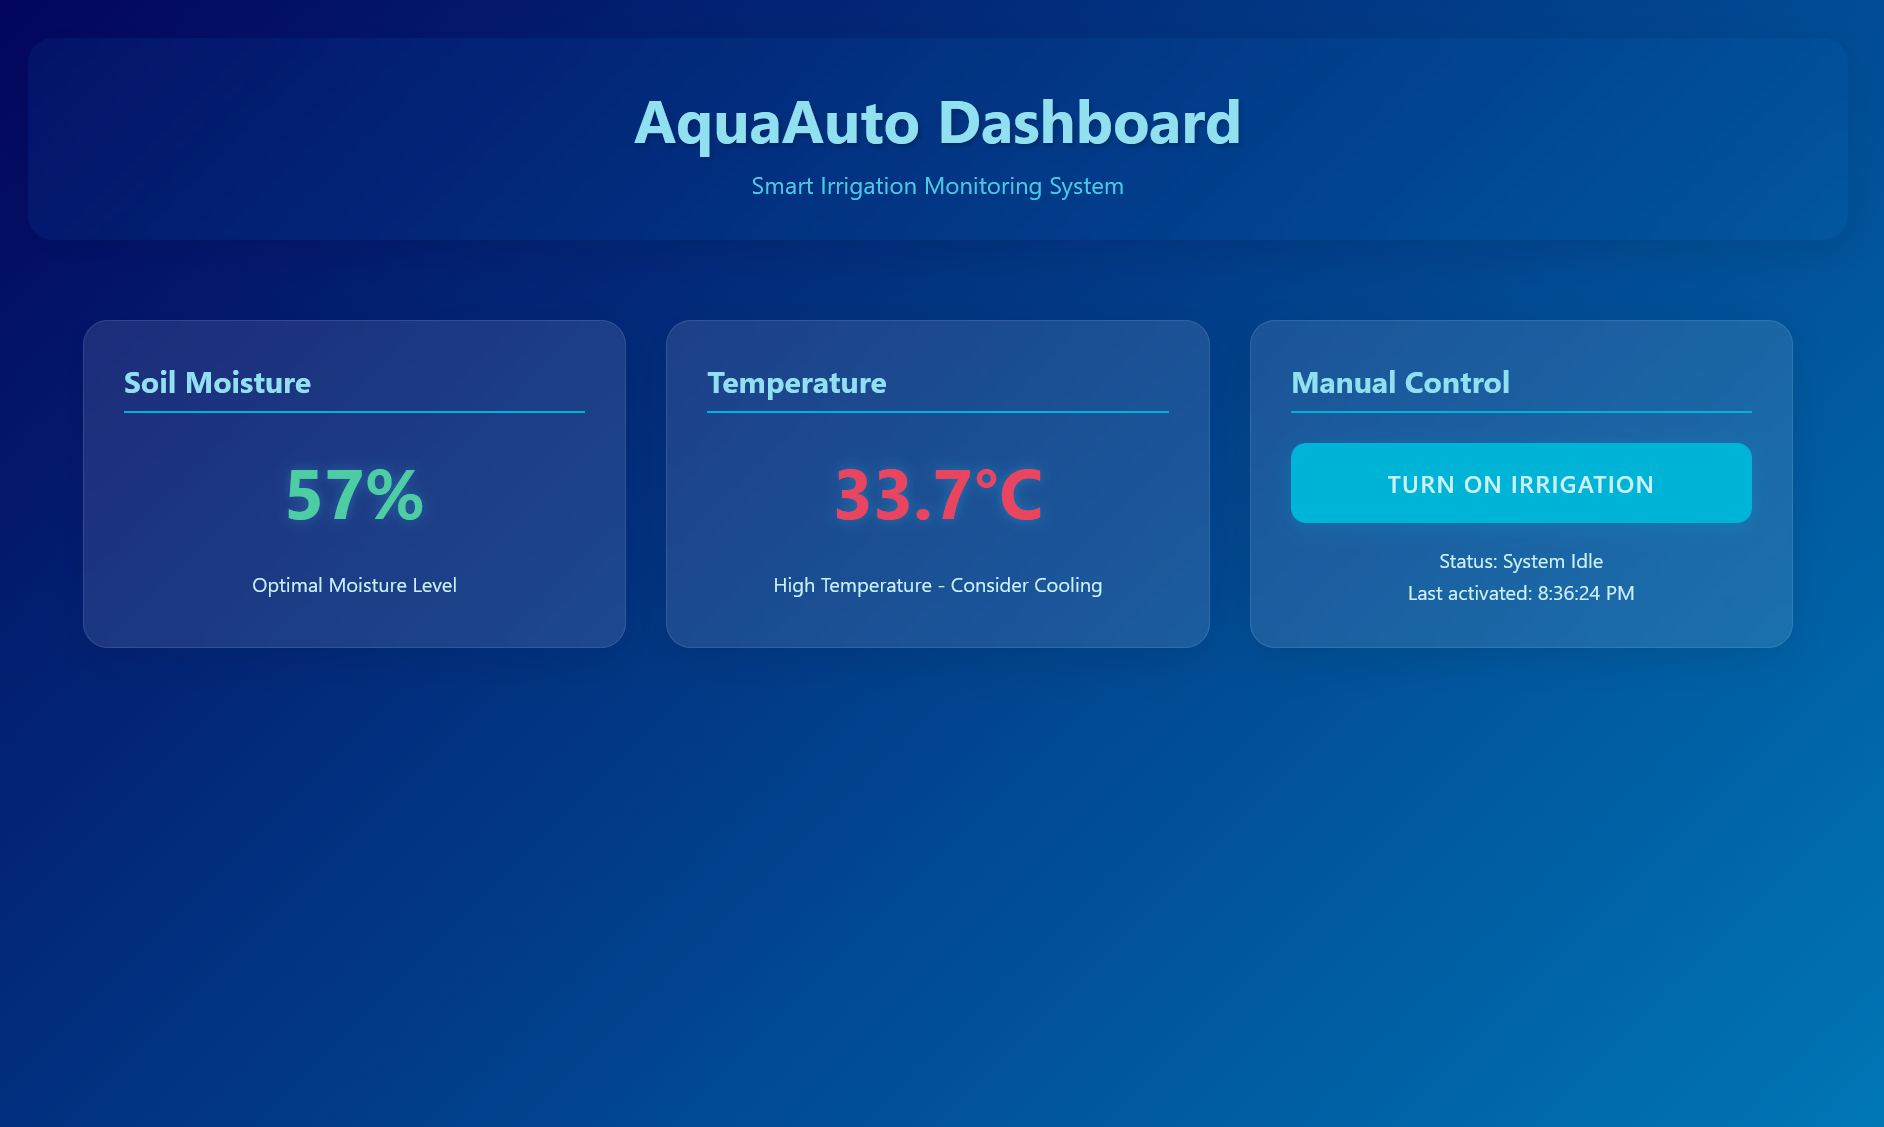 AquaAuto Dashboard
Smart Irrigation Monitoring System
Soil Moisture
57%
Optimal Moisture Level
Temperature
33.7°C
High Temperature - Consider Cooling
Manual Control
TURN ON IRRIGATION
Status: System Idle
Last activated: 8:36:24 PM